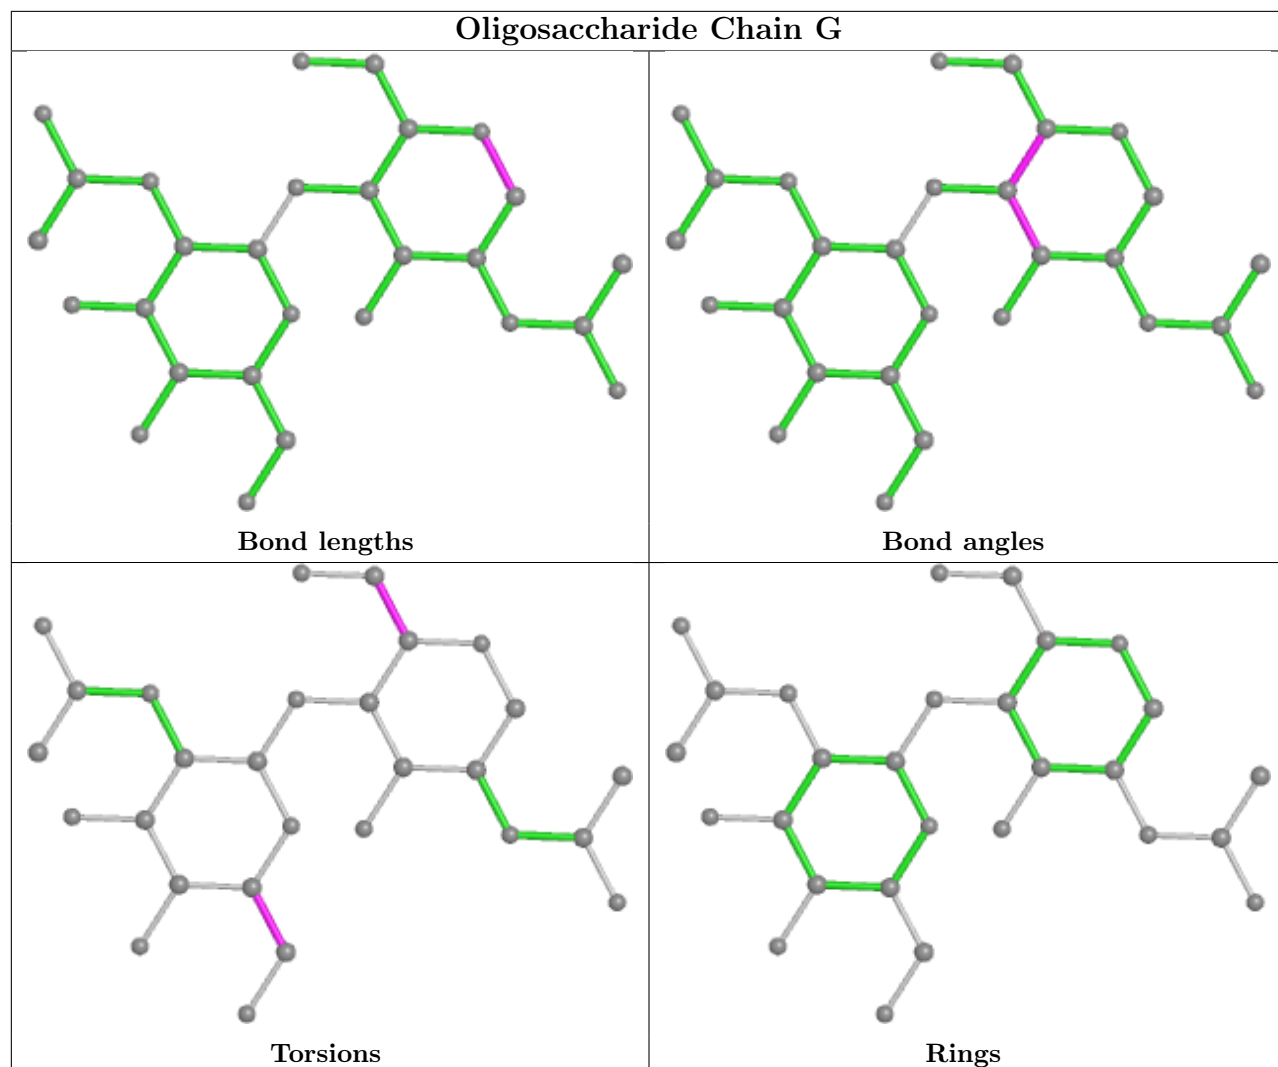 Oligosaccharide Chain G
Bond lengths
Bond angles
Torsions
Rings